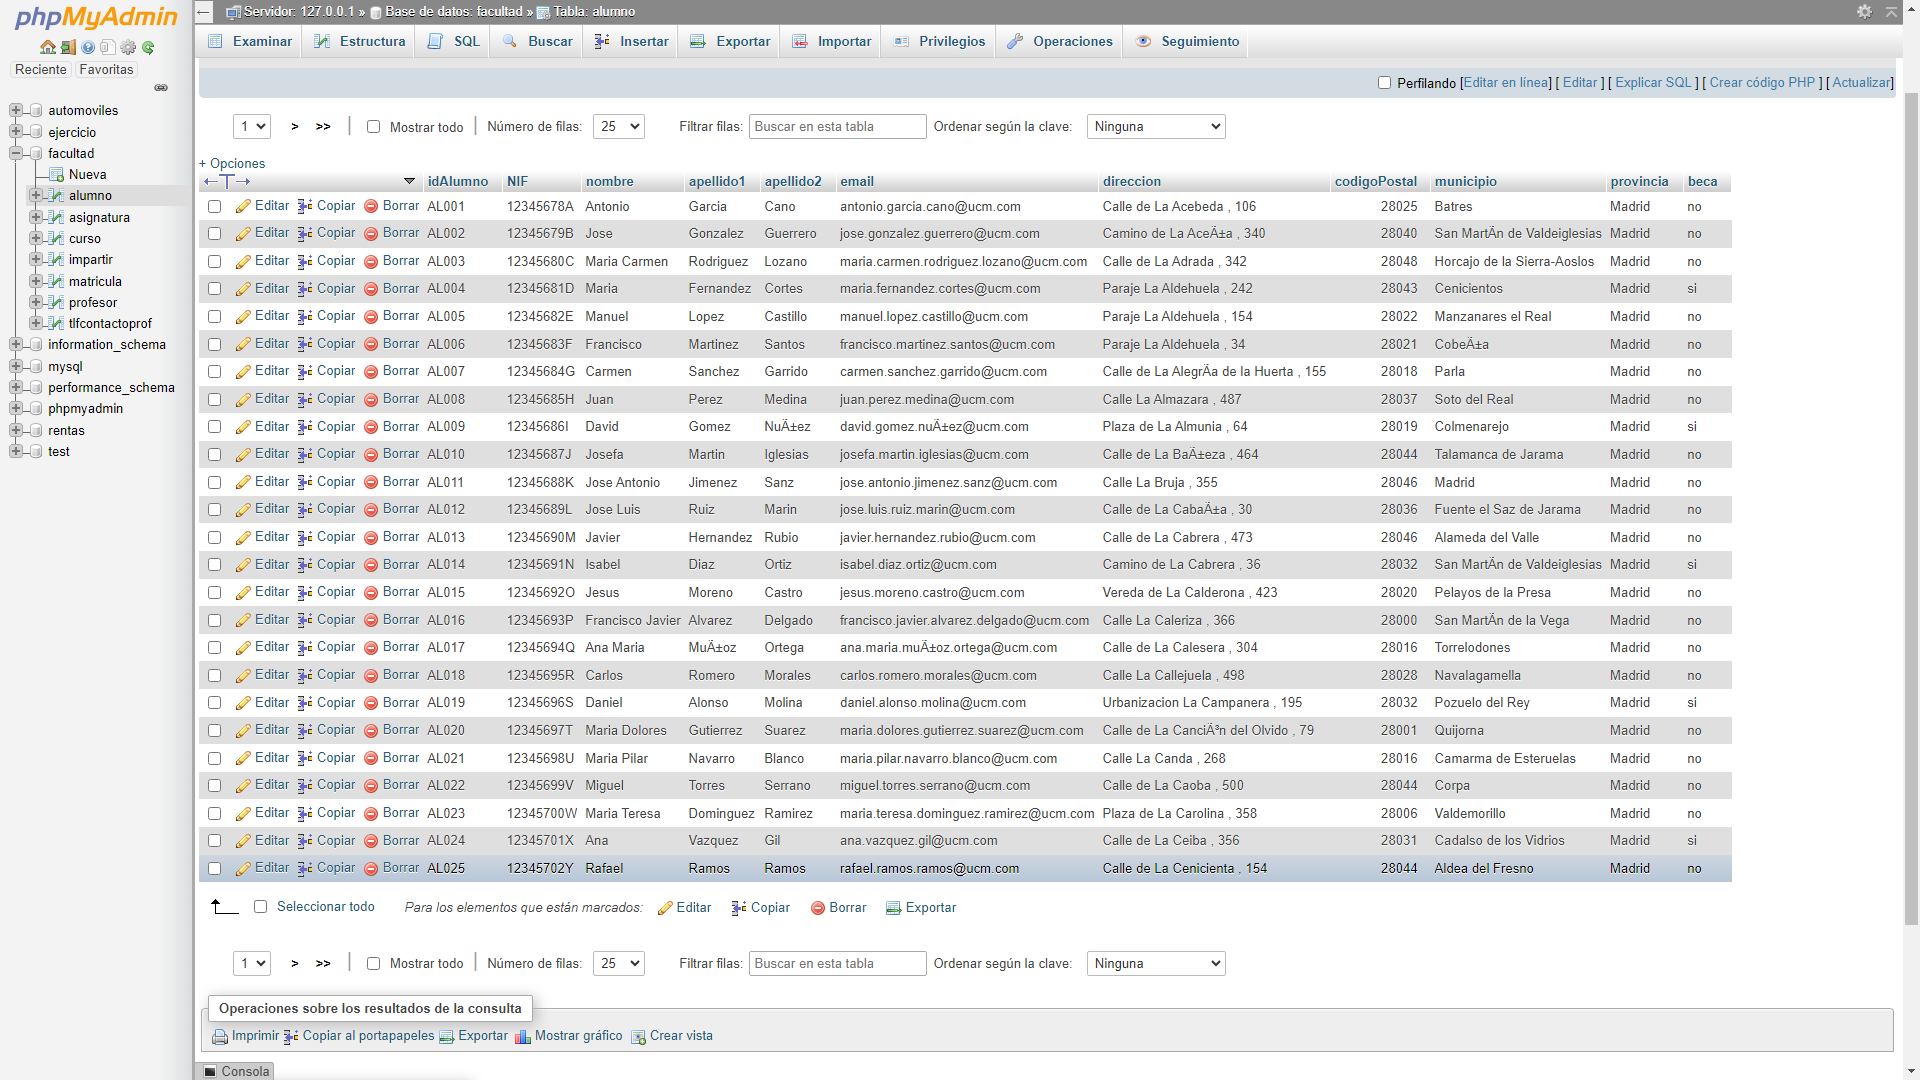 phpMyAdmin
Reciente Favoritas
automoviles
ejercicio
facultad
Nueva
alumno
asignatura
curso
impartir
matricula
profesor
tlfcontactoprof
information_schema
mysql
performance_schema
phpmyadmin
rentas
test
Servidor: 127.0.0.1 » Base de datos: facultad » Tabla: alumno
Examinar Estructura SQL Buscar Insertar Exportar Importar Privilegios Operaciones Seguimiento
Perfilando [Editar en línea] [ Editar ] [ Explicar SQL ] [ Crear código PHP ] [ Actualizar]
1 > >> | Mostrar todo | Número de filas: 25 Filtrar filas: Buscar en esta tabla Ordenar según la clave: Ninguna
+ Opciones
←T→ idAlumno NIF nombre apellido1 apellido2 email direccion codigoPostal municipio provincia beca
Editar Copiar Borrar AL001 12345678A Antonio Garcia Cano antonio.garcia.cano@ucm.com Calle de La Acebeda , 106 28025 Batres Madrid no
Editar Copiar Borrar AL002 12345679B Jose Gonzalez Guerrero jose.gonzalez.guerrero@ucm.com Camino de La AceÄ±a , 340 28040 San MartÄn de Valdeiglesias Madrid no
Editar Copiar Borrar AL003 12345680C Maria Carmen Rodriguez Lozano maria.carmen.rodriguez.lozano@ucm.com Calle de La Adrada , 342 28048 Horcajo de la Sierra-Aoslos Madrid no
Editar Copiar Borrar AL004 12345681D Maria Fernandez Cortes maria.fernandez.cortes@ucm.com Paraje La Aldehuela , 242 28043 Cenicientos Madrid si
Editar Copiar Borrar AL005 12345682E Manuel Lopez Castillo manuel.lopez.castillo@ucm.com Paraje La Aldehuela , 154 28022 Manzanares el Real Madrid no
Editar Copiar Borrar AL006 12345683F Francisco Martinez Santos francisco.martinez.santos@ucm.com Paraje La Aldehuela , 34 28021 CobeÄ±a Madrid no
Editar Copiar Borrar AL007 12345684G Carmen Sanchez Garrido carmen.sanchez.garrido@ucm.com Calle de La AlegrÄa de la Huerta , 155 28018 Parla Madrid no
Editar Copiar Borrar AL008 12345685H Juan Perez Medina juan.perez.medina@ucm.com Calle La Almazara , 487 28037 Soto del Real Madrid no
Editar Copiar Borrar AL009 12345686I David Gomez NuÄ±ez david.gomez.nuÄ±ez@ucm.com Plaza de La Almunia , 64 28019 Colmenarejo Madrid si
Editar Copiar Borrar AL010 12345687J Josefa Martin Iglesias josefa.martin.iglesias@ucm.com Calle de La BaÄ±eza , 464 28044 Talamanca de Jarama Madrid no
Editar Copiar Borrar AL011 12345688K Jose Antonio Jimenez Sanz jose.antonio.jimenez.sanz@ucm.com Calle La Bruja , 355 28046 Madrid Madrid no
Editar Copiar Borrar AL012 12345689L Jose Luis Ruiz Marin jose.luis.ruiz.marin@ucm.com Calle de La CabaÄ±a , 30 28036 Fuente el Saz de Jarama Madrid no
Editar Copiar Borrar AL013 12345690M Javier Hernandez Rubio javier.hernandez.rubio@ucm.com Calle de La Cabrera , 473 28046 Alameda del Valle Madrid no
Editar Copiar Borrar AL014 12345691N Isabel Diaz Ortiz isabel.diaz.ortiz@ucm.com Camino de La Cabrera , 36 28032 San MartÄn de Valdeiglesias Madrid si
Editar Copiar Borrar AL015 12345692O Jesus Moreno Castro jesus.moreno.castro@ucm.com Vereda de La Calderona , 423 28020 Pelayos de la Presa Madrid no
Editar Copiar Borrar AL016 12345693P Francisco Javier Alvarez Delgado francisco.javier.alvarez.delgado@ucm.com Calle La Caleriza , 366 28000 San MartÄn de la Vega Madrid no
Editar Copiar Borrar AL017 12345694Q Ana Maria MuÄ±oz Ortega ana.maria.muÄ±oz.ortega@ucm.com Calle de La Calesera , 304 28016 Torrelodones Madrid no
Editar Copiar Borrar AL018 12345695R Carlos Romero Morales carlos.romero.morales@ucm.com Calle La Callejuela , 498 28028 Navalagamella Madrid no
Editar Copiar Borrar AL019 12345696S Daniel Alonso Molina daniel.alonso.molina@ucm.com Urbanizacion La Campanera , 195 28032 Pozuelo del Rey Madrid si
Editar Copiar Borrar AL020 12345697T Maria Dolores Gutierrez Suarez maria.dolores.gutierrez.suarez@ucm.com Calle de La CanciÄºn del Olvido , 79 28001 Quijorna Madrid no
Editar Copiar Borrar AL021 12345698U Maria Pilar Navarro Blanco maria.pilar.navarro.blanco@ucm.com Calle La Canda , 268 28016 Camarma de Esteruelas Madrid no
Editar Copiar Borrar AL022 12345699V Miguel Torres Serrano miguel.torres.serrano@ucm.com Calle de La Caoba , 500 28044 Corpa Madrid no
Editar Copiar Borrar AL023 12345700W Maria Teresa Dominguez Ramirez maria.teresa.dominguez.ramirez@ucm.com Plaza de La Carolina , 358 28006 Valdemorillo Madrid no
Editar Copiar Borrar AL024 12345701X Ana Vazquez Gil ana.vazquez.gil@ucm.com Calle de La Ceiba , 356 28031 Cadalso de los Vidrios Madrid si
Editar Copiar Borrar AL025 12345702Y Rafael Ramos Ramos rafael.ramos.ramos@ucm.com Calle de La Cenicienta , 154 28044 Aldea del Fresno Madrid no
Seleccionar todo Para los elementos que están marcados: Editar Copiar Borrar Exportar
1 > >> | Mostrar todo | Número de filas: 25 Filtrar filas: Buscar en esta tabla Ordenar según la clave: Ninguna
Operaciones sobre los resultados de la consulta
Imprimir Copiar al portapapeles Exportar Mostrar gráfico Crear vista
Consola